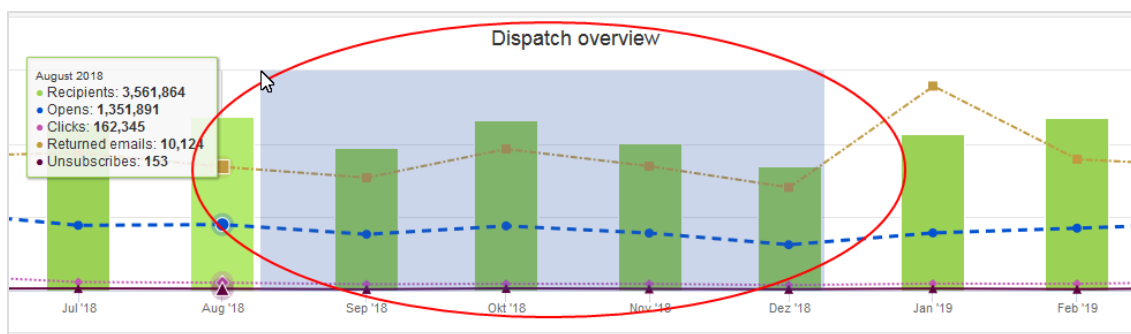 Dispatch overview
August 2018
Recipients: 3,561,864
Opens: 1,351,891
Clicks: 162,345
Returned emails: 10,124
Unsubscribes: 153
Jul '18
Aug '18
Sep '18
Okt '18
Nov '18
Dez '18
Jan '19
Feb '19